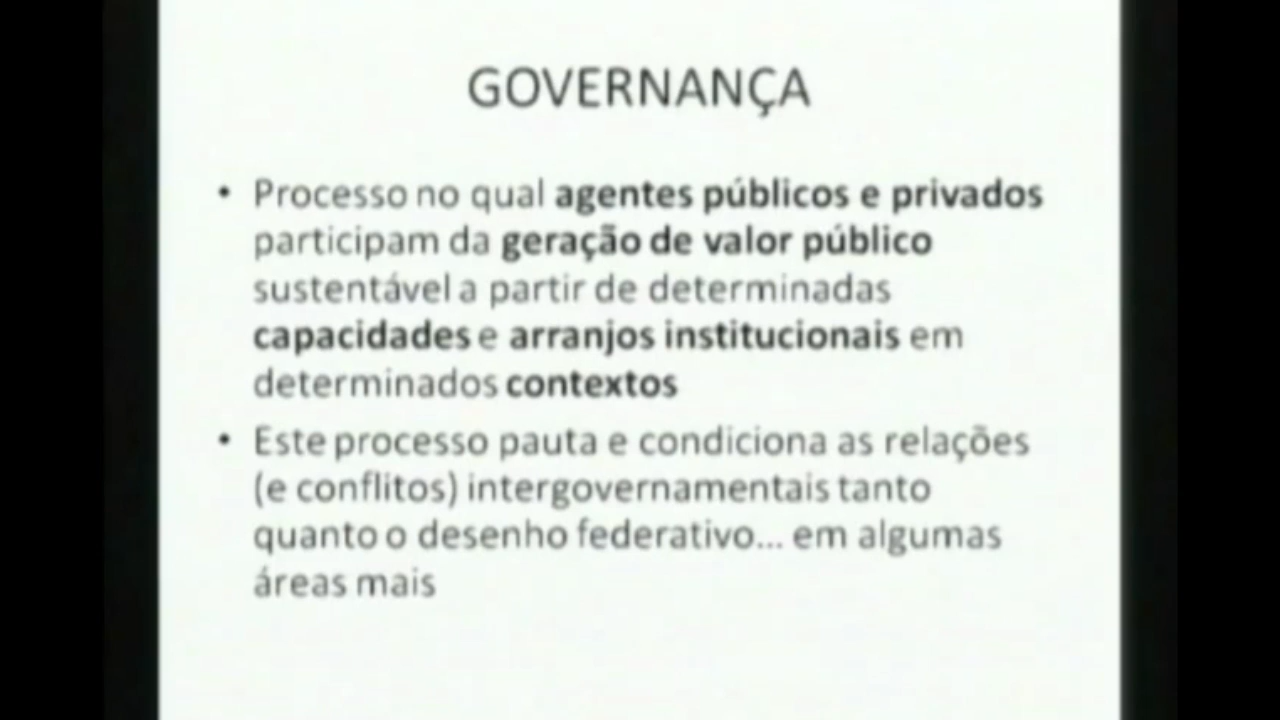 GOVERNANÇA
• Processo no qual agentes públicos e privados
participam da geração de valor público
sustentável a partir de determinadas
capacidades e arranjos institucionais em
determinados contextos
• Este processo pauta e condiciona as relações
(e conflitos) intergovernamentais tanto
quanto o desenho federativo... em algumas
áreas mais